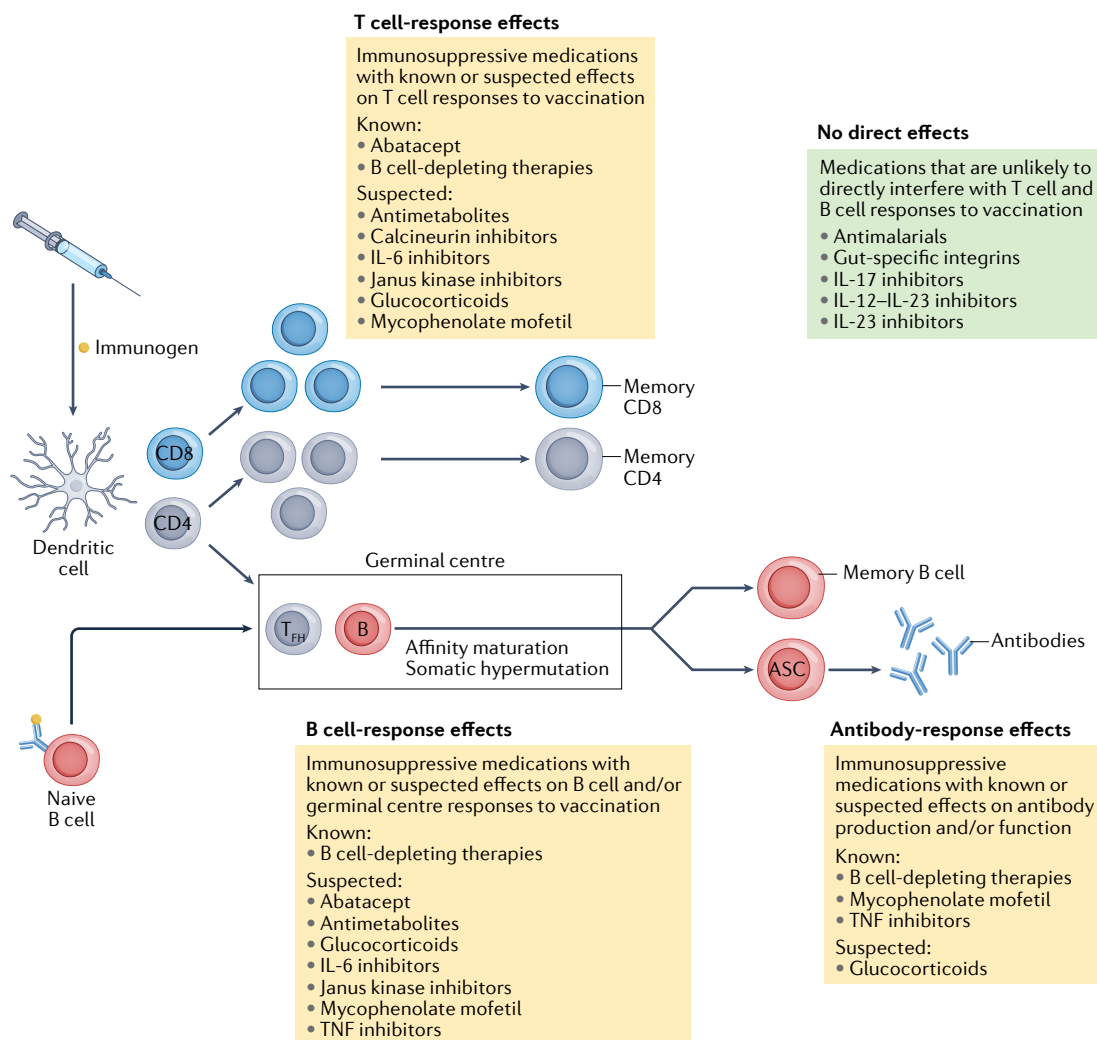 T cell-response effects
Immunosuppressive medications
with known or suspected effects
on T cell responses to vaccination
Known:
• Abatacept
• B cell-depleting therapies
Suspected:
• Antimetabolites
• Calcineurin inhibitors
• IL-6 inhibitors
• Janus kinase inhibitors
• Glucocorticoids
• Mycophenolate mofetil
No direct effects
Medications that are unlikely to
directly interfere with T cell and
B cell responses to vaccination
• Antimalarials
• Gut-specific integrins
• IL-17 inhibitors
• IL-12–IL-23 inhibitors
• IL-23 inhibitors
Immunogen
Memory
CD8
CD8
Memory
CD4
CD4
Dendritic
cell
Germinal centre
Memory B cell
TFH
B
Affinity maturation
Somatic hypermutation
ASC
Antibodies
Naive
B cell
B cell-response effects
Immunosuppressive medications with
known or suspected effects on B cell and/or
germinal centre responses to vaccination
Known:
• B cell-depleting therapies
Suspected:
• Abatacept
• Antimetabolites
• Glucocorticoids
• IL-6 inhibitors
• Janus kinase inhibitors
• Mycophenolate mofetil
• TNF inhibitors
Antibody-response effects
Immunosuppressive
medications with known or
suspected effects on antibody
production and/or function
Known:
• B cell-depleting therapies
• Mycophenolate mofetil
• TNF inhibitors
Suspected:
• Glucocorticoids